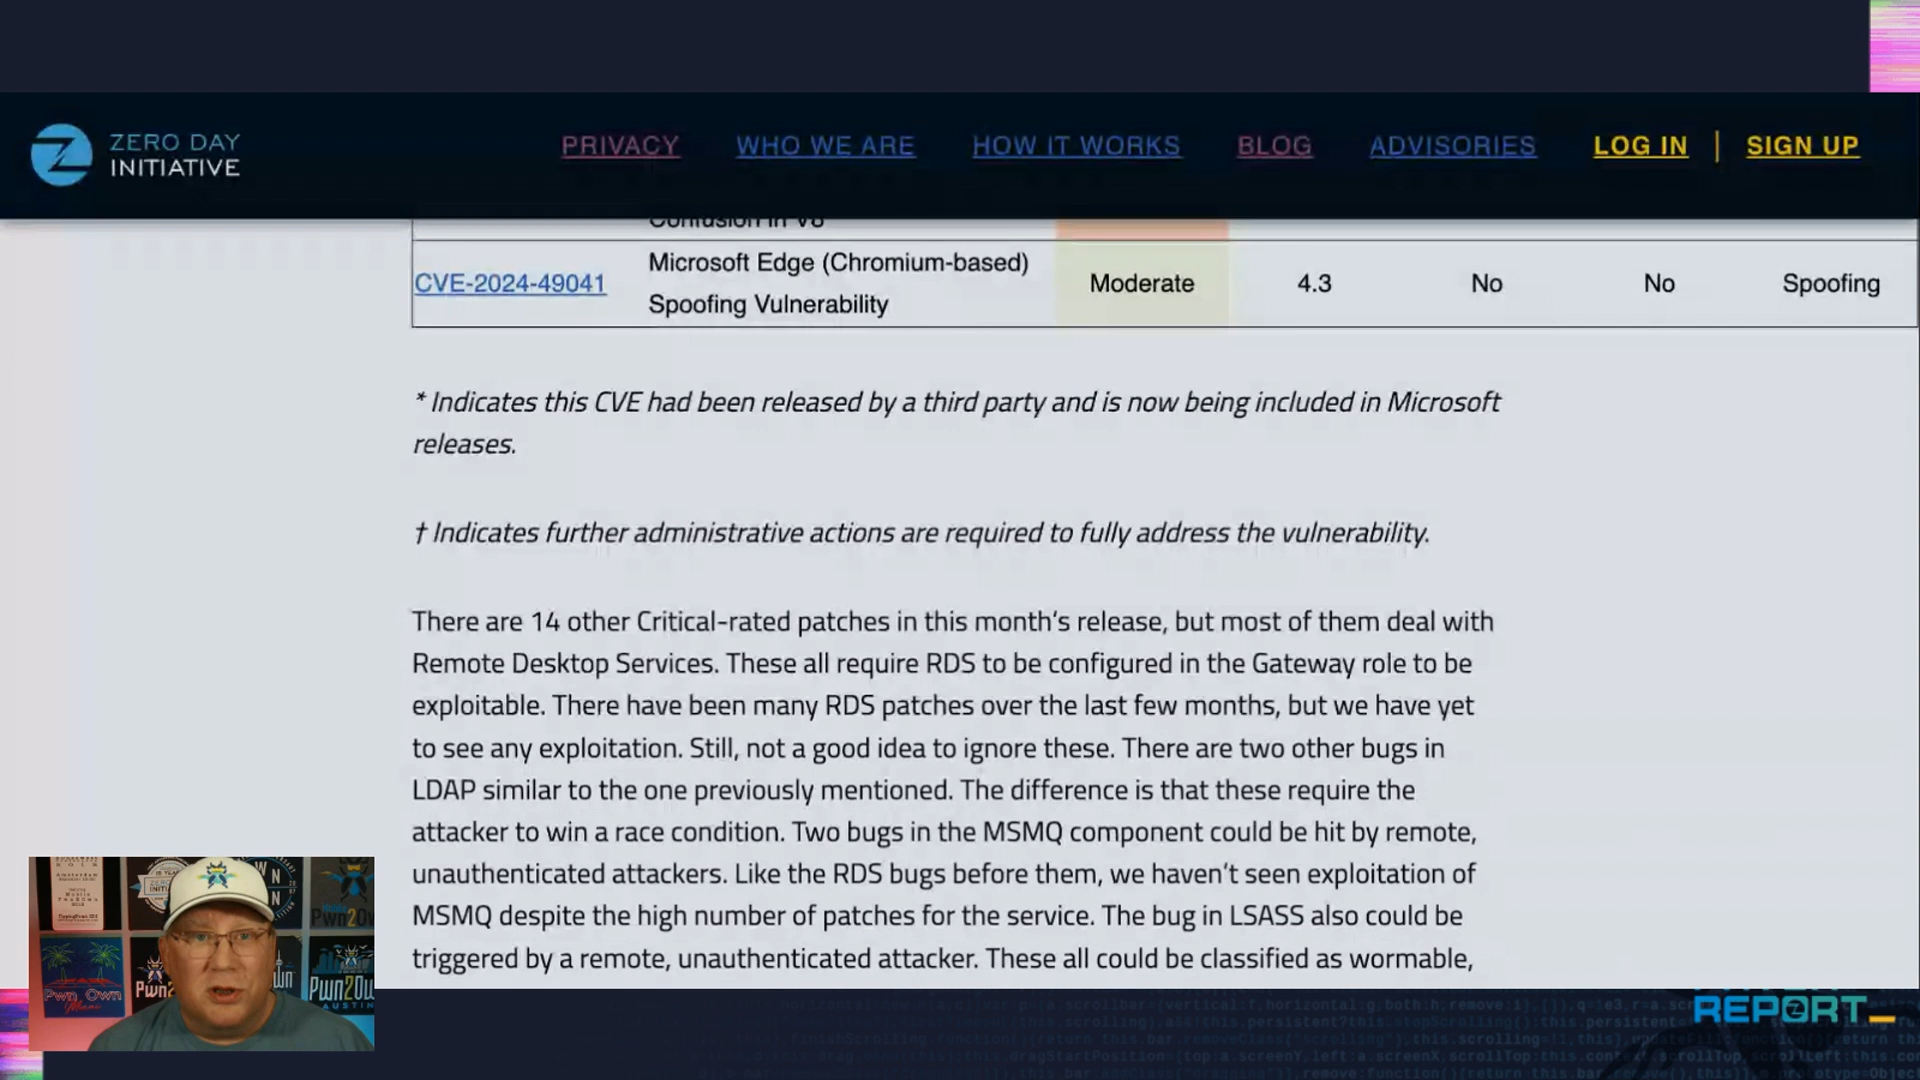 ZERO DAY
INITIATIVE
PRIVACY
WHO WE ARE
HOW IT WORKS
BLOG
ADVISORIES
LOG IN | SIGN UP
Confusion in V8
CVE-2024-49041
Microsoft Edge (Chromium-based)
Spoofing Vulnerability
Moderate
4.3
No
No
Spoofing
* Indicates this CVE had been released by a third party and is now being included in Microsoft
releases.
† Indicates further administrative actions are required to fully address the vulnerability.
There are 14 other Critical-rated patches in this month’s release, but most of them deal with
Remote Desktop Services. These all require RDS to be configured in the Gateway role to be
exploitable. There have been many RDS patches over the last few months, but we have yet
to see any exploitation. Still, not a good idea to ignore these. There are two other bugs in
LDAP similar to the one previously mentioned. The difference is that these require the
attacker to win a race condition. Two bugs in the MSMQ component could be hit by remote,
unauthenticated attackers. Like the RDS bugs before them, we haven’t seen exploitation of
MSMQ despite the high number of patches for the service. The bug in LSASS also could be
triggered by a remote, unauthenticated attacker. These all could be classified as wormable,
Pwn Own
Miami
Pwn2Ow
AUSTIN
REPORT_